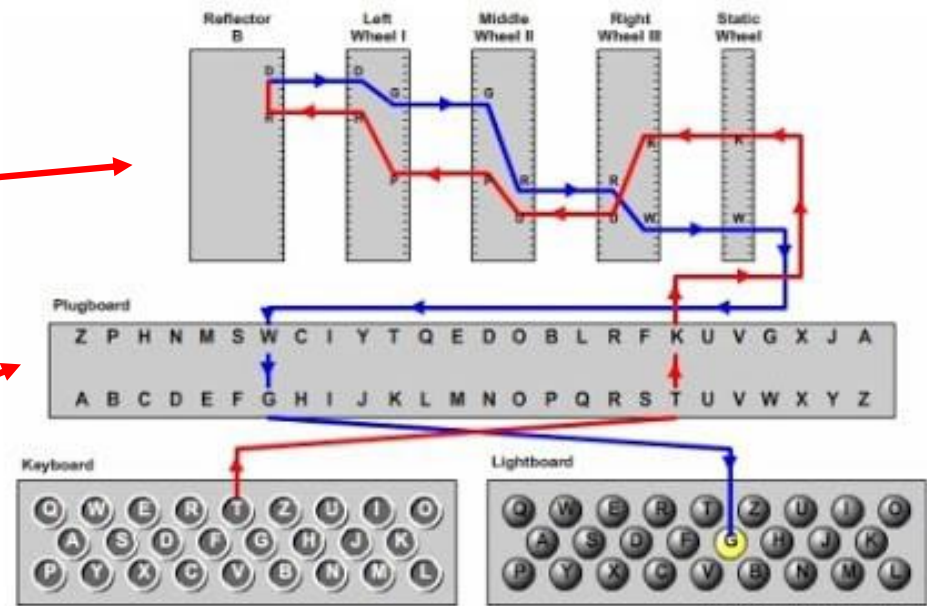 Reflector B
Left Wheel I
Middle Wheel II
Right Wheel III
Static Wheel
D D
G G
H
K K
P P
R R
W W
Plugboard
Z P H N M S W C I Y T Q E D O B L R F K U V G X J A
A B C D E F G H I J K L M N O P Q R S T U V W X Y Z
Keyboard
Lightboard
Q W E R T Z U I O
A S D F G H J K
P Y X C V B N M L
Q W E R T Z U I O
A S D F G H J K
P Y X C V B N M L